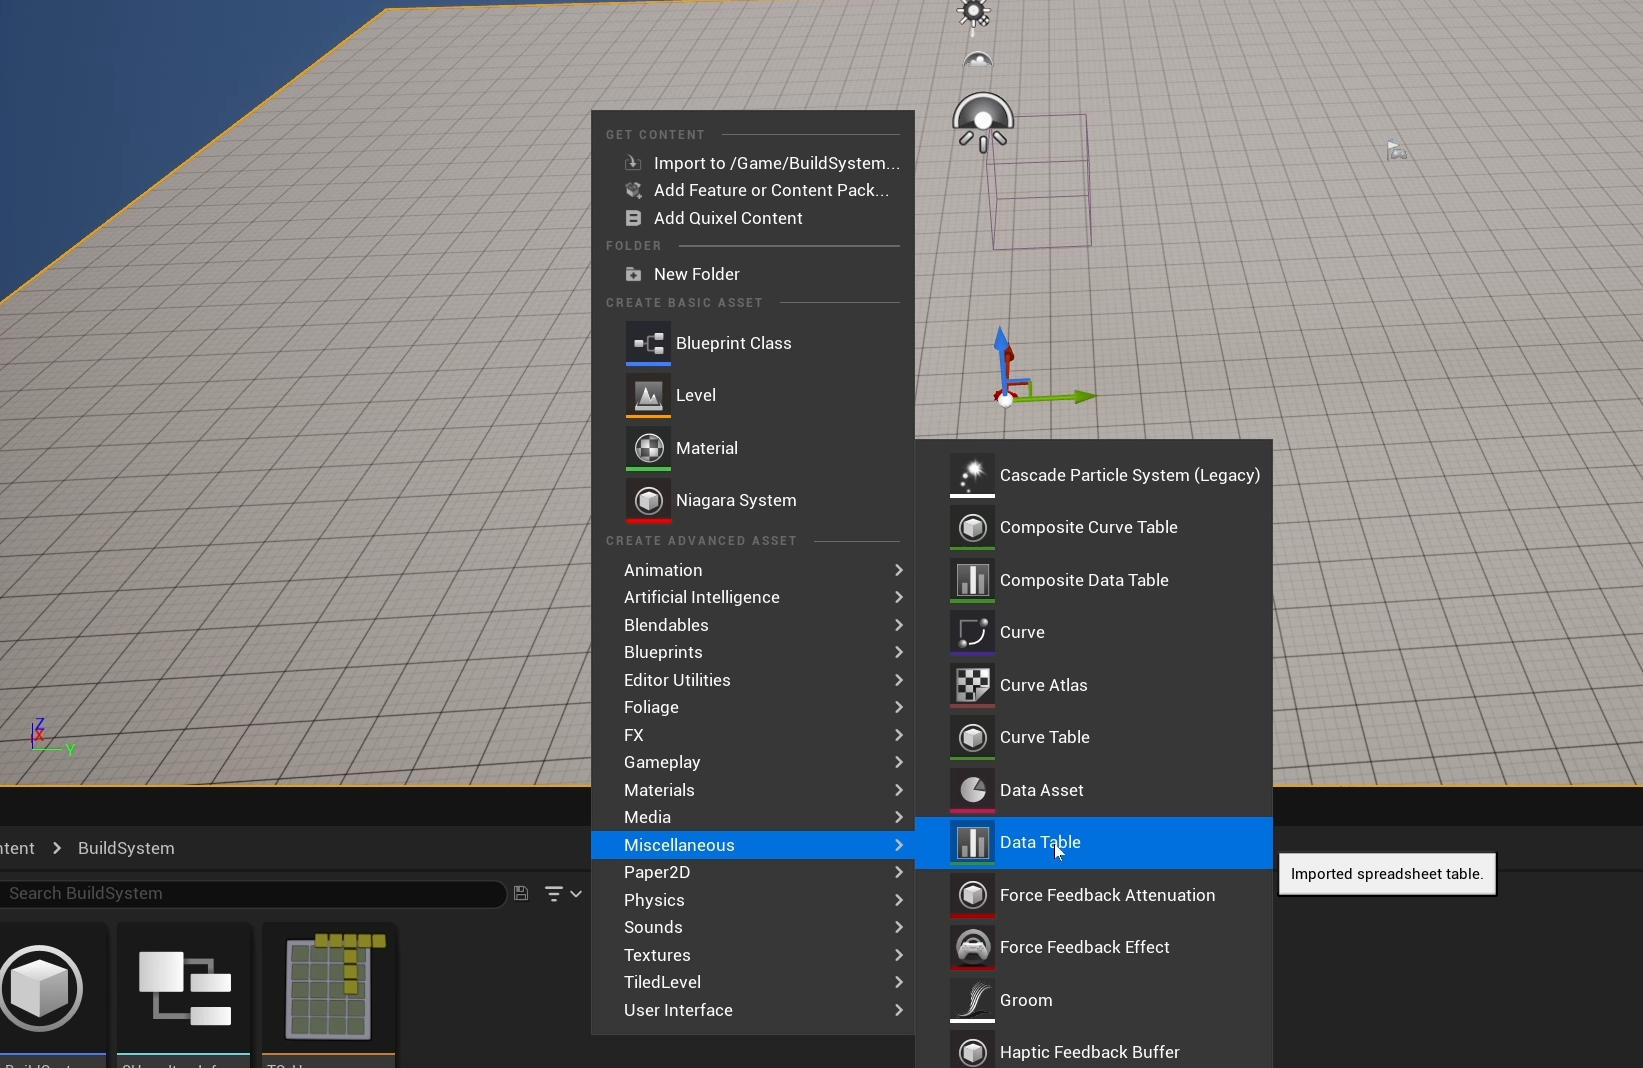 GET CONTENT
Import to /Game/BuildSystem...
Add Feature or Content Pack...
Add Quixel Content
FOLDER
New Folder
CREATE BASIC ASSET
Blueprint Class
Level
Material
Niagara System
CREATE ADVANCED ASSET
Animation
Artificial Intelligence
Blendables
Blueprints
Editor Utilities
Foliage
FX
Gameplay
Materials
Media
Miscellaneous
Paper2D
Physics
Sounds
Textures
TiledLevel
User Interface
Cascade Particle System (Legacy)
Composite Curve Table
Composite Data Table
Curve
Curve Atlas
Curve Table
Data Asset
Data Table
Force Feedback Attenuation
Force Feedback Effect
Groom
Haptic Feedback Buffer
Imported spreadsheet table.
Z
X
Y
ntent > BuildSystem
Search BuildSystem